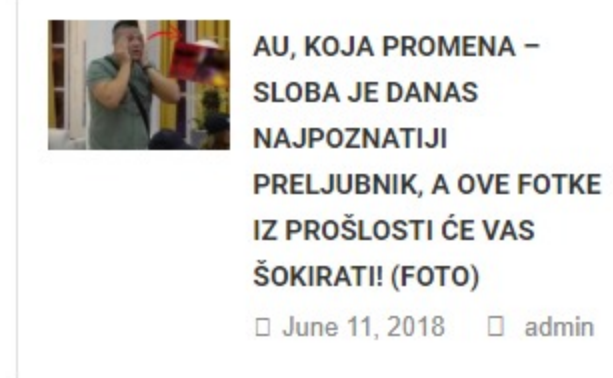 AU, KOJA PROMENA –
SLOBA JE DANAS
NAJPOZNATIJI
PRELJUBNIK, A OVE FOTKE
IZ PROŠLOSTI ĆE VAS
ŠOKIRATI! (FOTO)
June 11, 2018 admin